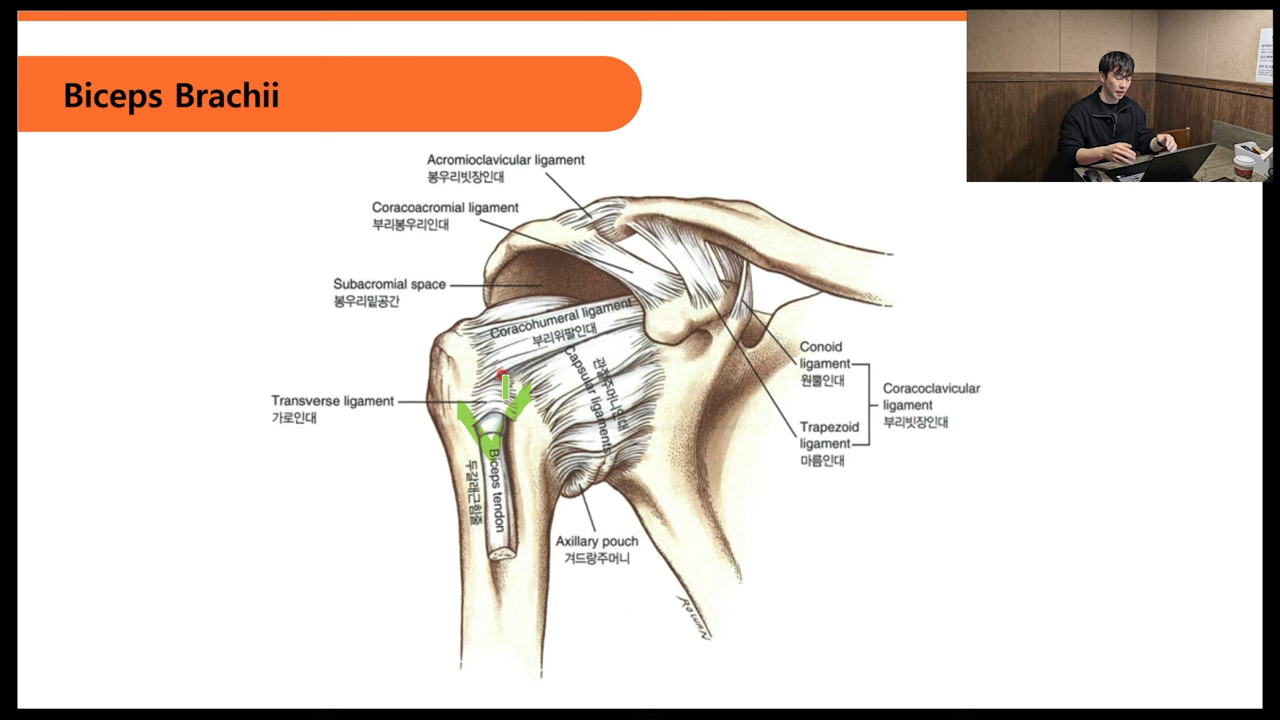 Biceps Brachii
Acromioclavicular ligament
봉우리빗장인대
Coracoacromial ligament
부리봉우리인대
Subacromial space
봉우리밑공간
Coracohumeral ligament
부리위팔인대
Capsular ligaments
관절주머니인대
Transverse ligament
가로인대
Biceps tendon
두갈래근힘줄
Conoid
ligament
원뿔인대
Coracoclavicular
ligament
부리빗장인대
Trapezoid
ligament
마름인대
Axillary pouch
겨드랑주머니
ROWAN